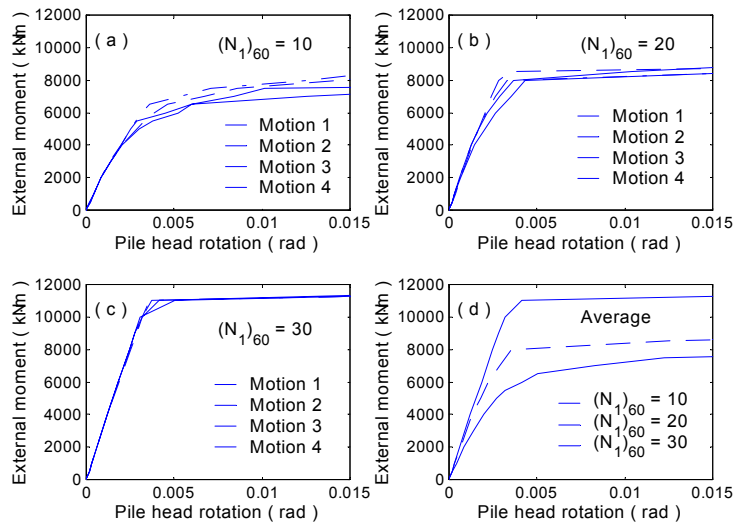 12000
10000
8000
6000
4000
2000
0
External moment ( kNm )
( a )
(N1)60 = 10
Motion 1
Motion 2
Motion 3
Motion 4
0 0.005 0.01 0.015
Pile head rotation ( rad )
12000
10000
8000
6000
4000
2000
0
External moment ( kNm )
( b )
(N1)60 = 20
Motion 1
Motion 2
Motion 3
Motion 4
0 0.005 0.01 0.015
Pile head rotation ( rad )
12000
10000
8000
6000
4000
2000
0
External moment ( kNm )
( c )
(N1)60 = 30
Motion 1
Motion 2
Motion 3
Motion 4
0 0.005 0.01 0.015
Pile head rotation ( rad )
12000
10000
8000
6000
4000
2000
0
External moment ( kNm )
( d )
Average
(N1)60 = 10
(N1)60 = 20
(N1)60 = 30
0 0.005 0.01 0.015
Pile head rotation ( rad )